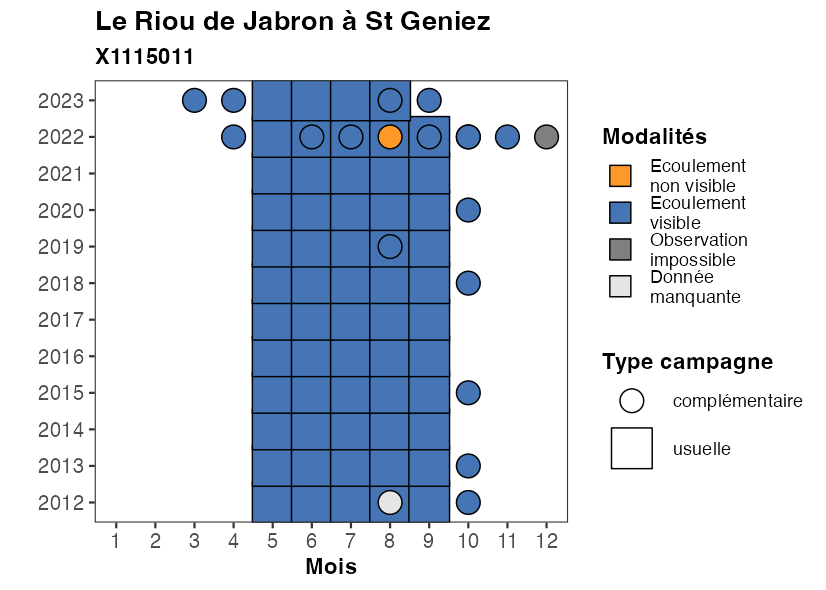 Le Riou de Jabron à St Geniez
X1115011
2023
2022
2021
2020
2019
2018
2017
2016
2015
2014
2013
2012
1 2 3 4 5 6 7 8 9 10 11 12
Mois
Modalités
Ecoulement
non visible
Ecoulement
visible
Observation
impossible
Donnée
manquante
Type campagne
complémentaire
usuelle